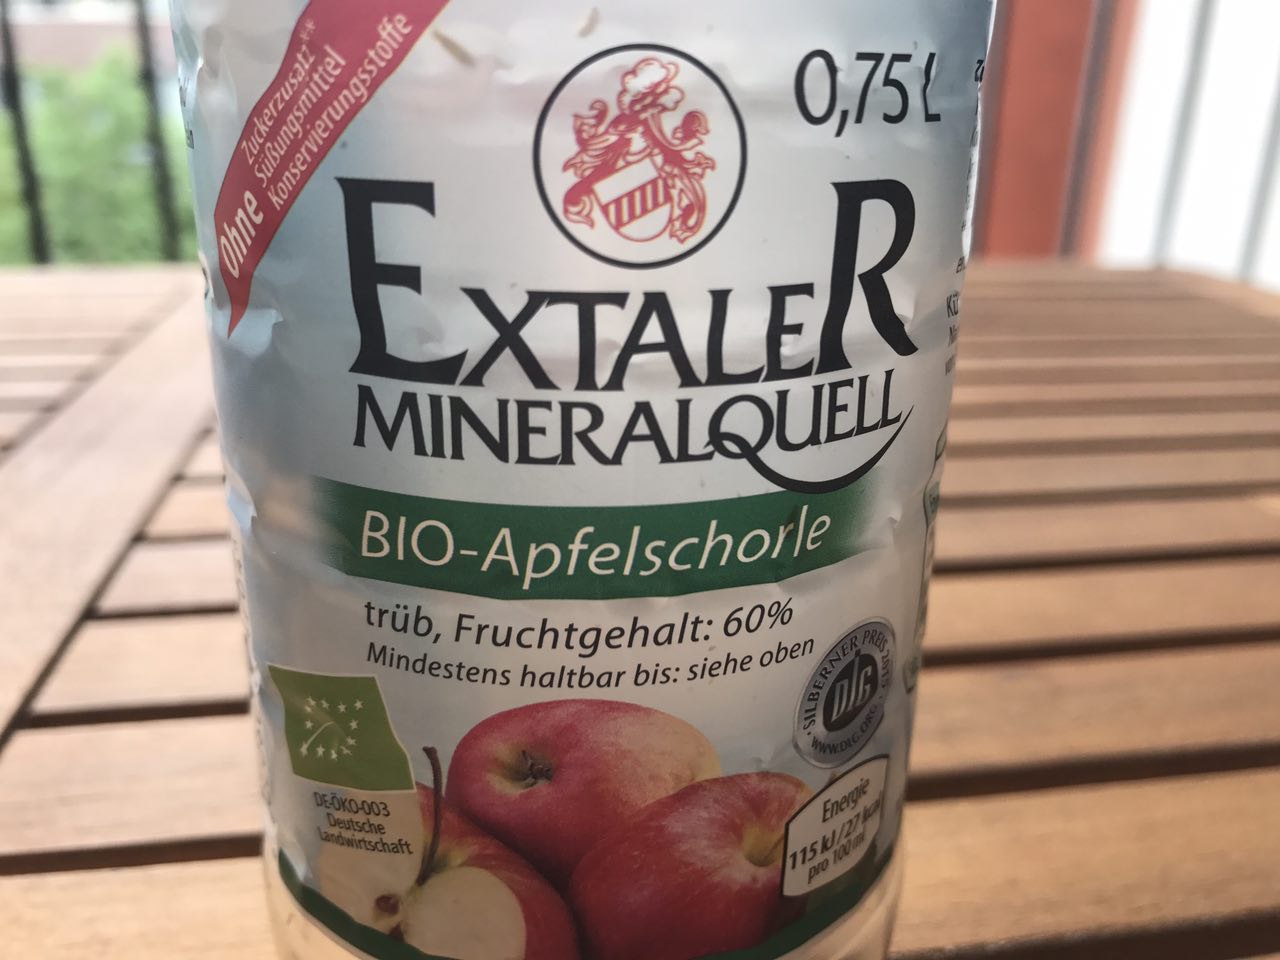 Ohne
Zuckerzusatz**
Süßungsmittel
Konservierungsstoffe
0,75 L
EXTALER
MINERALQUELL
BIO-Apfelschorle
trüb, Fruchtgehalt: 60%
Mindestens haltbar bis: siehe oben
SILBERNER PREIS
DLG
WWW.DLG.ORG
DE-ÖKO-003
Deutsche
Landwirtschaft
Energie
115 kJ / 27 kcal
pro 100 ml